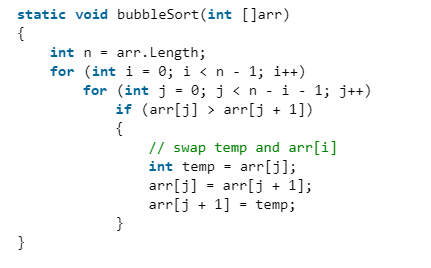 static void bubbleSort(int []arr)
{
    int n = arr.Length;
    for (int i = 0; i < n - 1; i++)
        for (int j = 0; j < n - i - 1; j++)
            if (arr[j] > arr[j + 1])
            {
                // swap temp and arr[i]
                int temp = arr[j];
                arr[j] = arr[j + 1];
                arr[j + 1] = temp;
            }
}